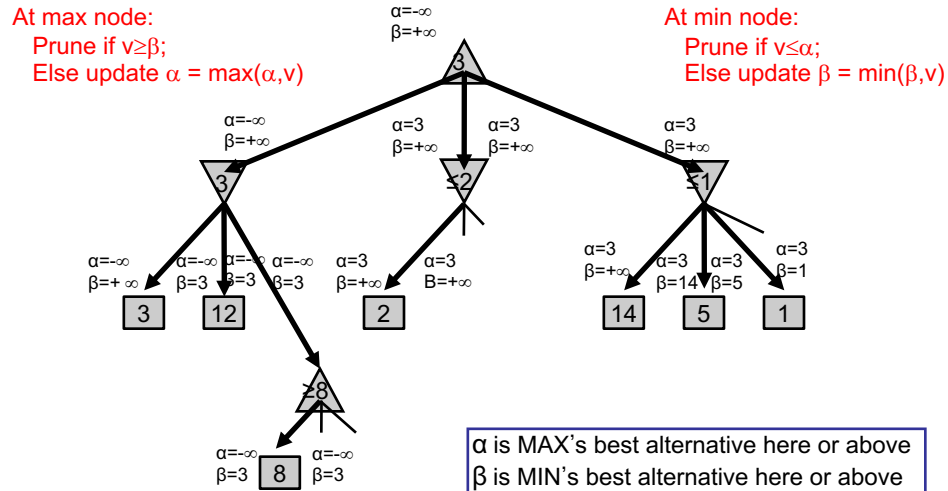 At max node:
Prune if v≥β;
Else update α = max(α,v)
At min node:
Prune if v≤α;
Else update β = min(β,v)
α=-∞
β=+∞
3
α=-∞
β=+∞
α=3
β=+∞
α=3
β=+∞
α=3
β=+∞
3
≤2
≤1
α=-∞
β=+ ∞
α=-∞
β=3
α=-∞
β=3
α=-∞
β=3
α=3
β=+∞
α=3
B=+∞
α=3
β=+∞
α=3
β=14
α=3
β=5
α=3
β=1
3
12
2
14
5
1
≥8
α=-∞
β=3
8
α=-∞
β=3
α is MAX’s best alternative here or above
β is MIN’s best alternative here or above